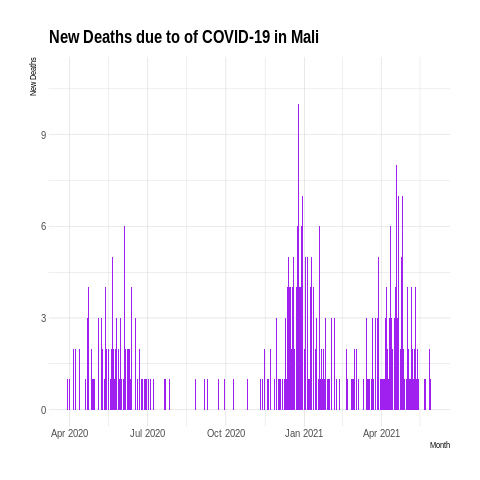 New Deaths due to of COVID-19 in Mali
New Deaths
9
6
3
0
Apr 2020 Jul 2020 Oct 2020 Jan 2021 Apr 2021
Month